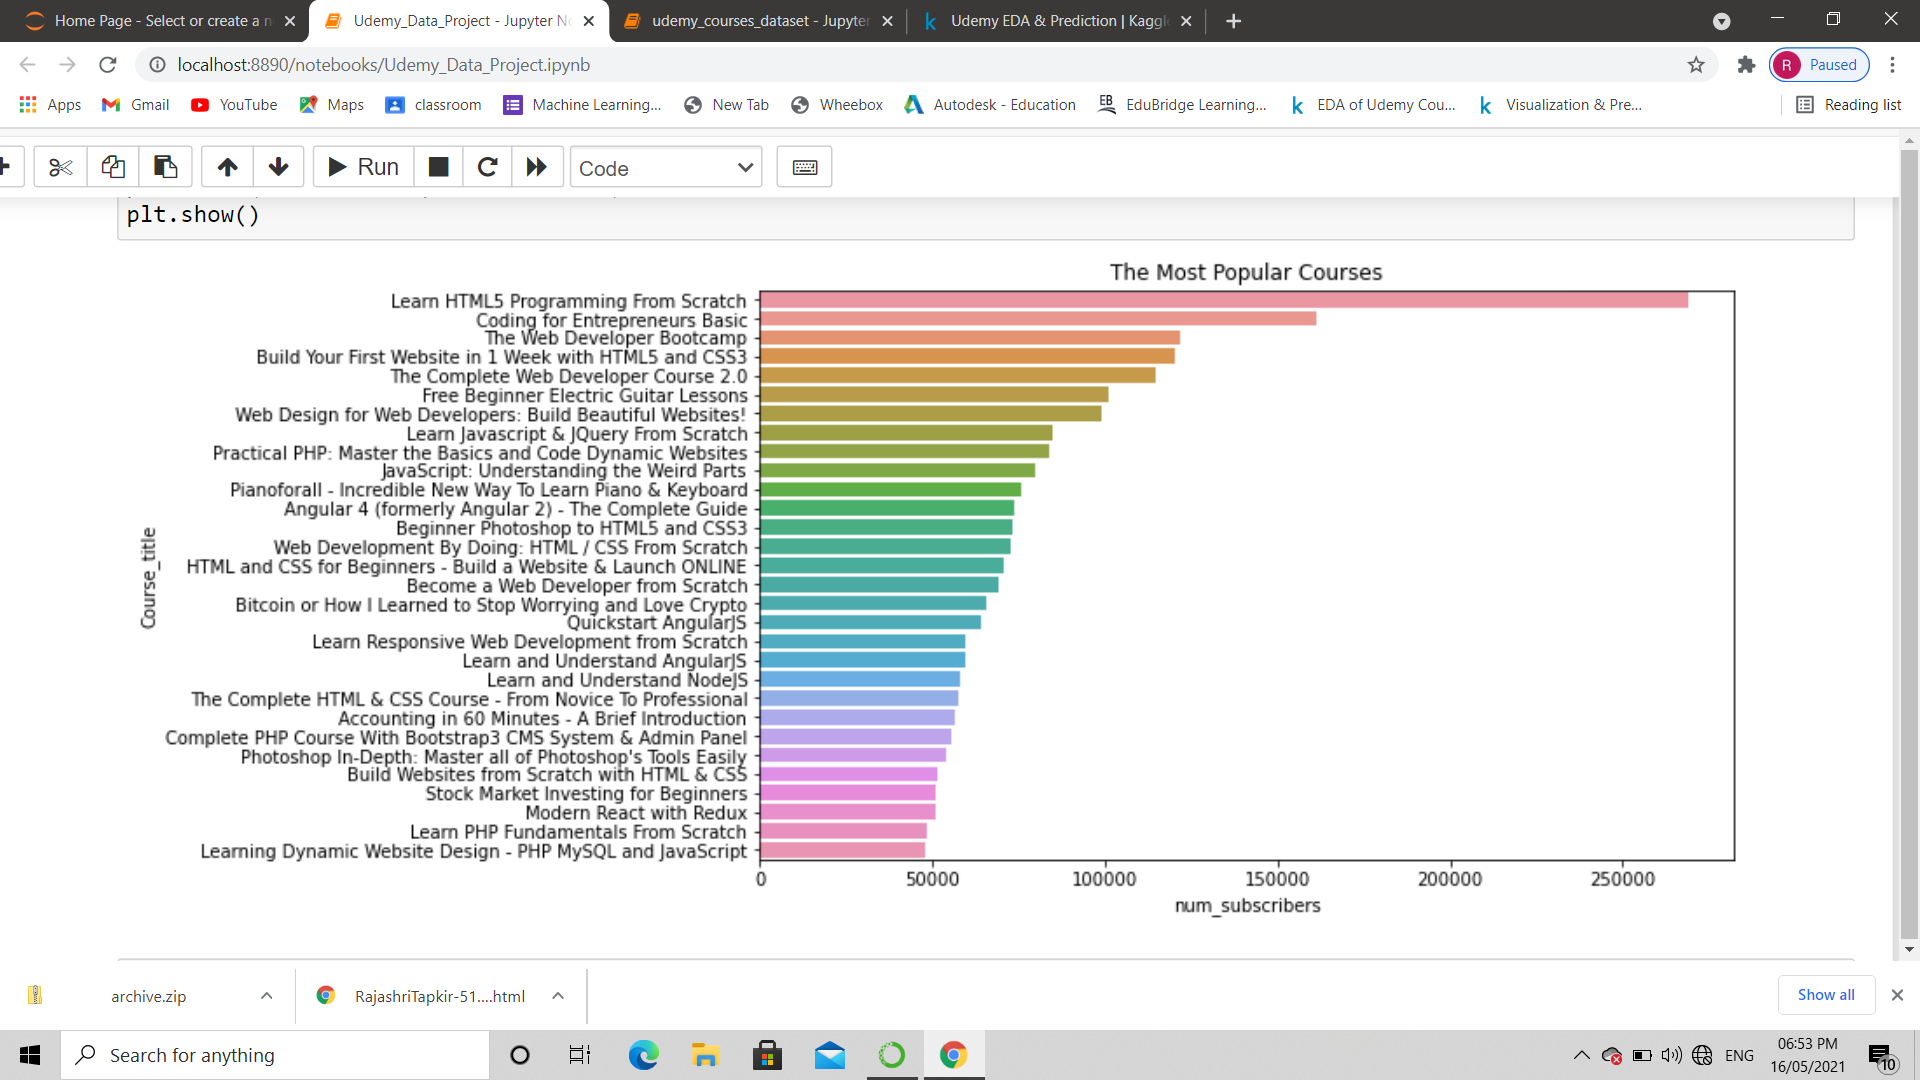 Home Page - Select or create a n
Udemy_Data_Project - Jupyter No
udemy_courses_dataset - Jupyter
Udemy EDA & Prediction | Kaggle
localhost:8890/notebooks/Udemy_Data_Project.ipynb
R Paused
Apps
Gmail
YouTube
Maps
classroom
Machine Learning...
New Tab
Wheebox
Autodesk - Education
EB
EduBridge Learning...
EDA of Udemy Cou...
Visualization & Pre...
Reading list
Run
Code
plt.show()
The Most Popular Courses
Learn HTML5 Programming From Scratch
Coding for Entrepreneurs Basic
The Web Developer Bootcamp
Build Your First Website in 1 Week with HTML5 and CSS3
The Complete Web Developer Course 2.0
Free Beginner Electric Guitar Lessons
Web Design for Web Developers: Build Beautiful Websites!
Learn Javascript & JQuery From Scratch
Practical PHP: Master the Basics and Code Dynamic Websites
JavaScript: Understanding the Weird Parts
Pianoforall - Incredible New Way To Learn Piano & Keyboard
Angular 4 (formerly Angular 2) - The Complete Guide
Beginner Photoshop to HTML5 and CSS3
Web Development By Doing: HTML / CSS From Scratch
HTML and CSS for Beginners - Build a Website & Launch ONLINE
Become a Web Developer from Scratch
Bitcoin or How I Learned to Stop Worrying and Love Crypto
Quickstart AngularJS
Learn Responsive Web Development from Scratch
Learn and Understand AngularJS
Learn and Understand NodeJS
The Complete HTML & CSS Course - From Novice To Professional
Accounting in 60 Minutes - A Brief Introduction
Complete PHP Course With Bootstrap3 CMS System & Admin Panel
Photoshop In-Depth: Master all of Photoshop's Tools Easily
Build Websites from Scratch with HTML & CSS
Stock Market Investing for Beginners
Modern React with Redux
Learn PHP Fundamentals From Scratch
Learning Dynamic Website Design - PHP MySQL and JavaScript
Course_title
0 50000 100000 150000 200000 250000
num_subscribers
archive.zip
RajashriTapkir-51....html
Show all
Search for anything
ENG
06:53 PM
16/05/2021
10